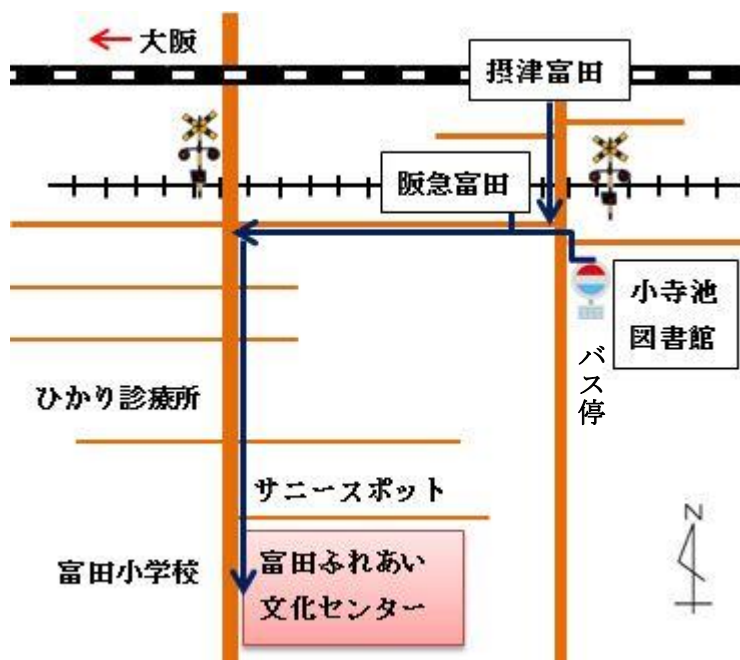 大阪
摂津富田
阪急富田
小寺池
図書館
バス停
ひかり診療所
サニースポット
N
富田小学校
富田ふれあい
文化センター